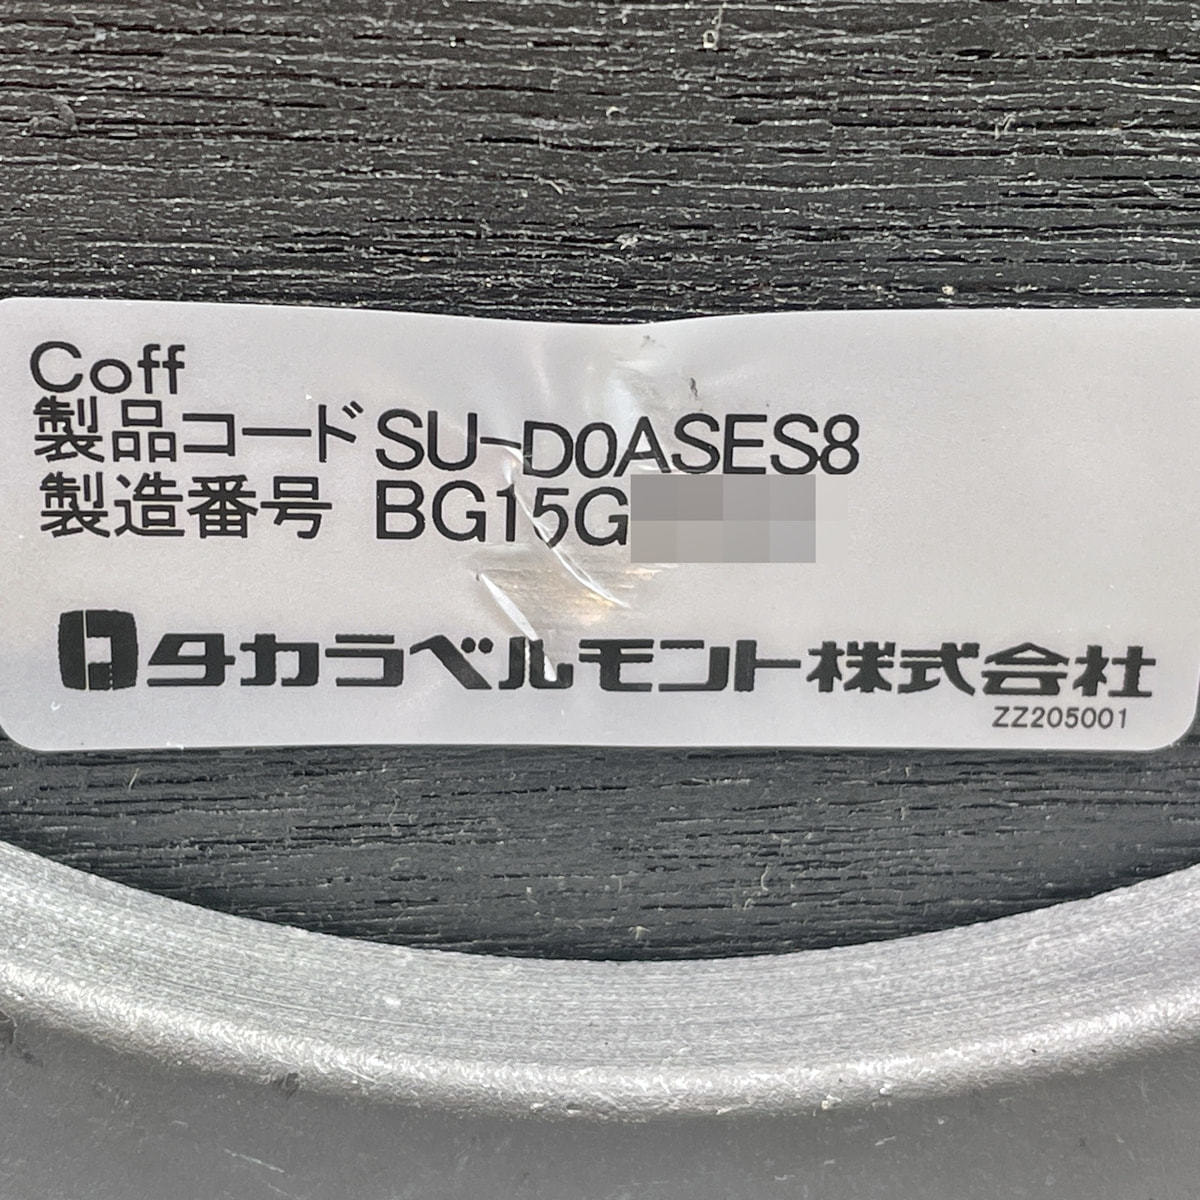 Coff
製品コード SU-D0ASES8
製造番号 BG15G
タカラベルモント株式会社
ZZ205001